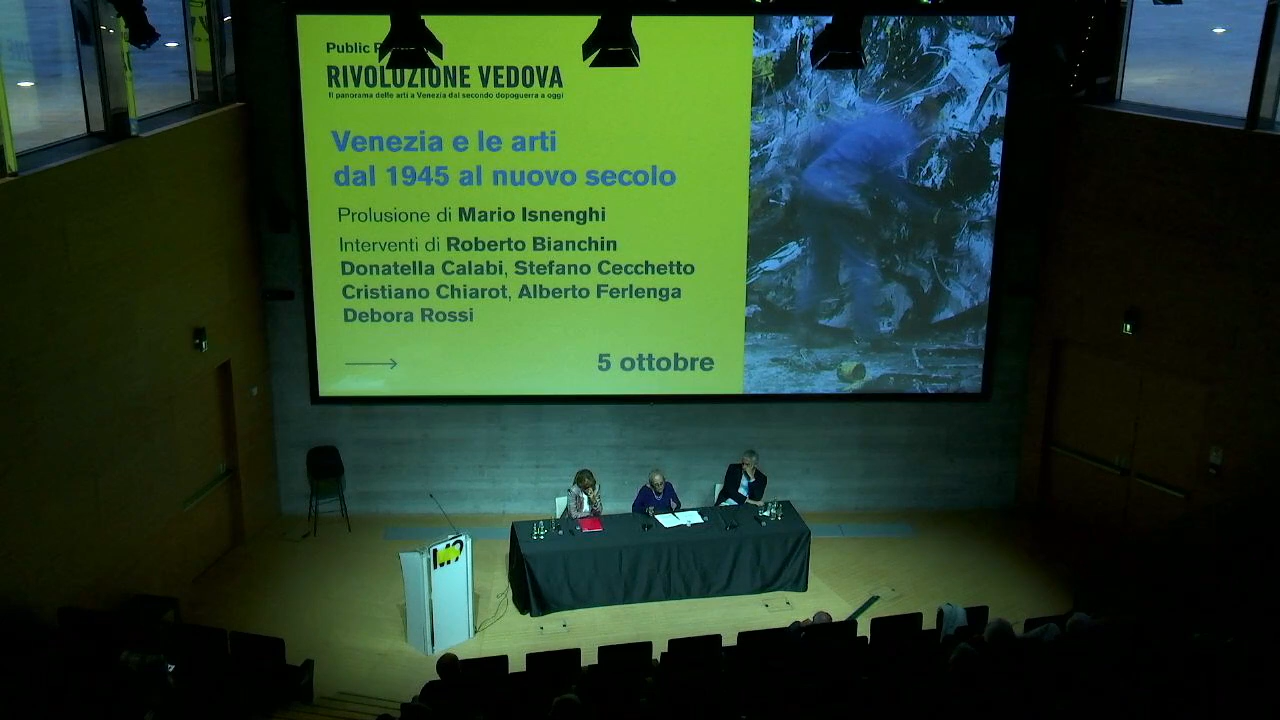 Public
RIVOLUZIONE VEDOVA
Il panorama delle arti a Venezia dal secondo dopoguerra a oggi
Venezia e le arti
dal 1945 al nuovo secolo
Prolusione di Mario Isnenghi
Interventi di Roberto Bianchin
Donatella Calabi, Stefano Cecchetto
Cristiano Chiarot, Alberto Ferlenga
Debora Rossi
5 ottobre
M9